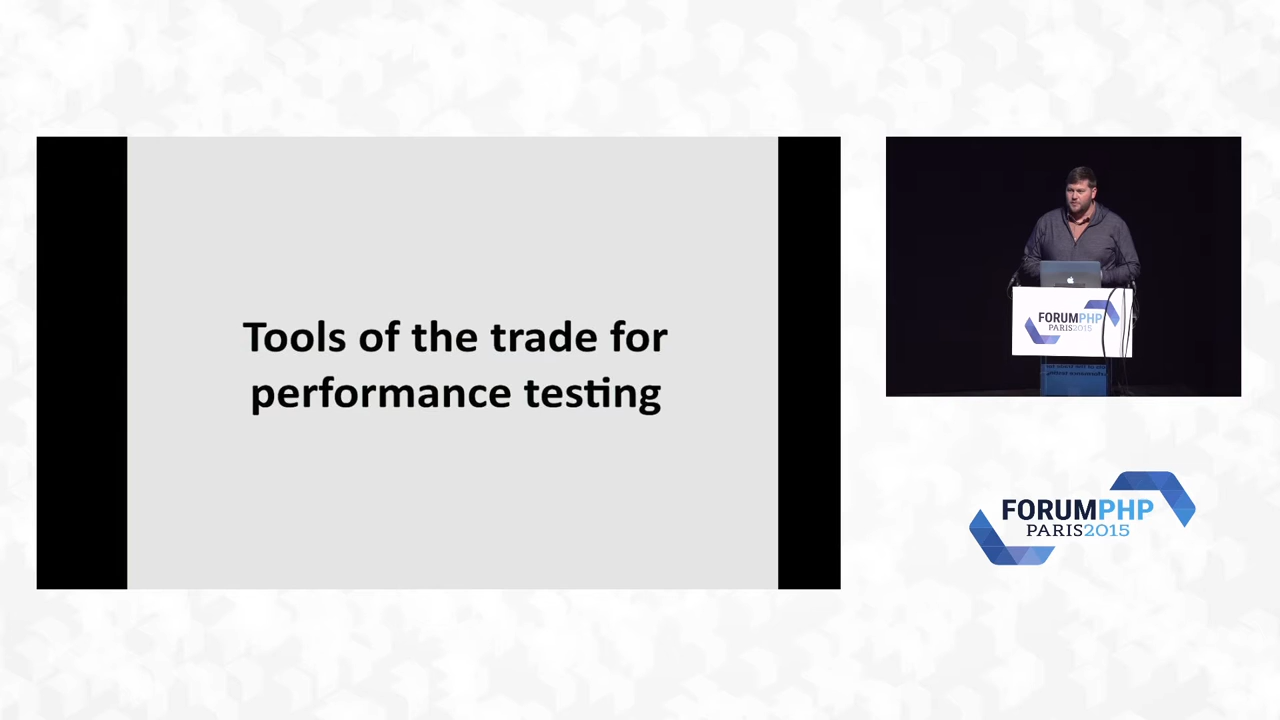 Tools of the trade for
performance testing
FORUMPHP
PARIS2015
FORUMPHP
PARIS2015